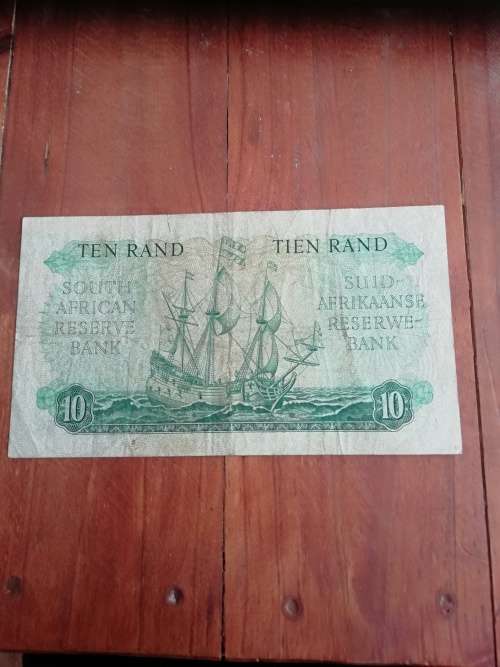 TEN RAND
TIEN RAND
SOUTH
AFRICAN
RESERVE
BANK
SUID-
AFRIKAANSE
RESERWE-
BANK
10
10